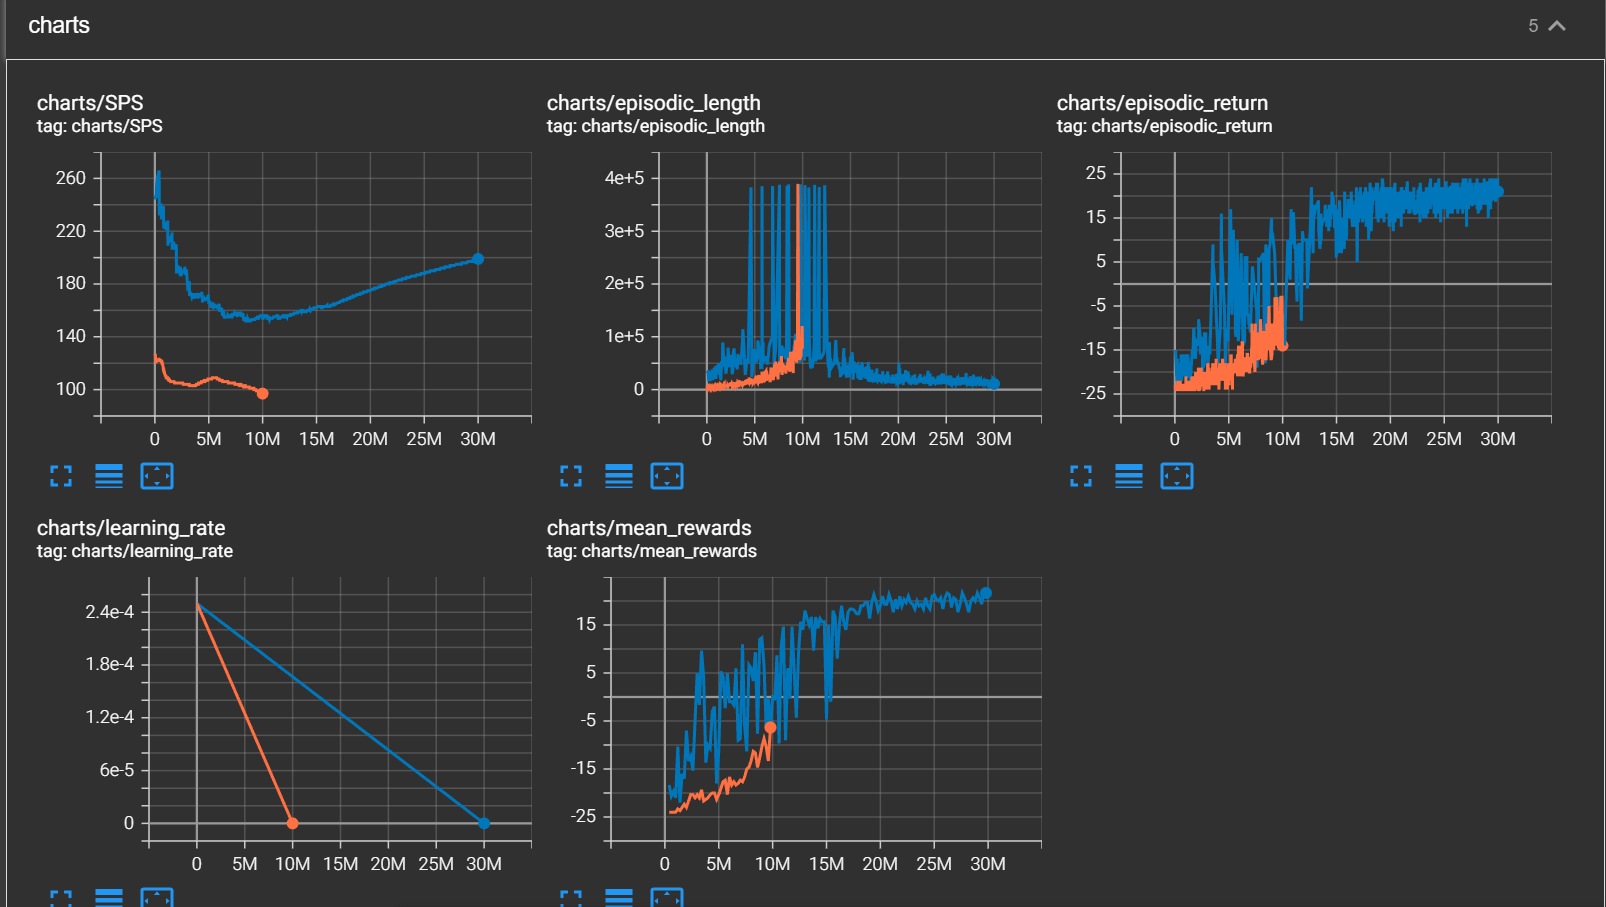 charts
5
charts/SPS
tag: charts/SPS
260
220
180
140
100
0 5M 10M 15M 20M 25M 30M
charts/episodic_length
tag: charts/episodic_length
4e+5
3e+5
2e+5
1e+5
0
0 5M 10M 15M 20M 25M 30M
charts/episodic_return
tag: charts/episodic_return
25
15
5
-5
-15
-25
0 5M 10M 15M 20M 25M 30M
charts/learning_rate
tag: charts/learning_rate
2.4e-4
1.8e-4
1.2e-4
6e-5
0
0 5M 10M 15M 20M 25M 30M
charts/mean_rewards
tag: charts/mean_rewards
15
5
-5
-15
-25
0 5M 10M 15M 20M 25M 30M